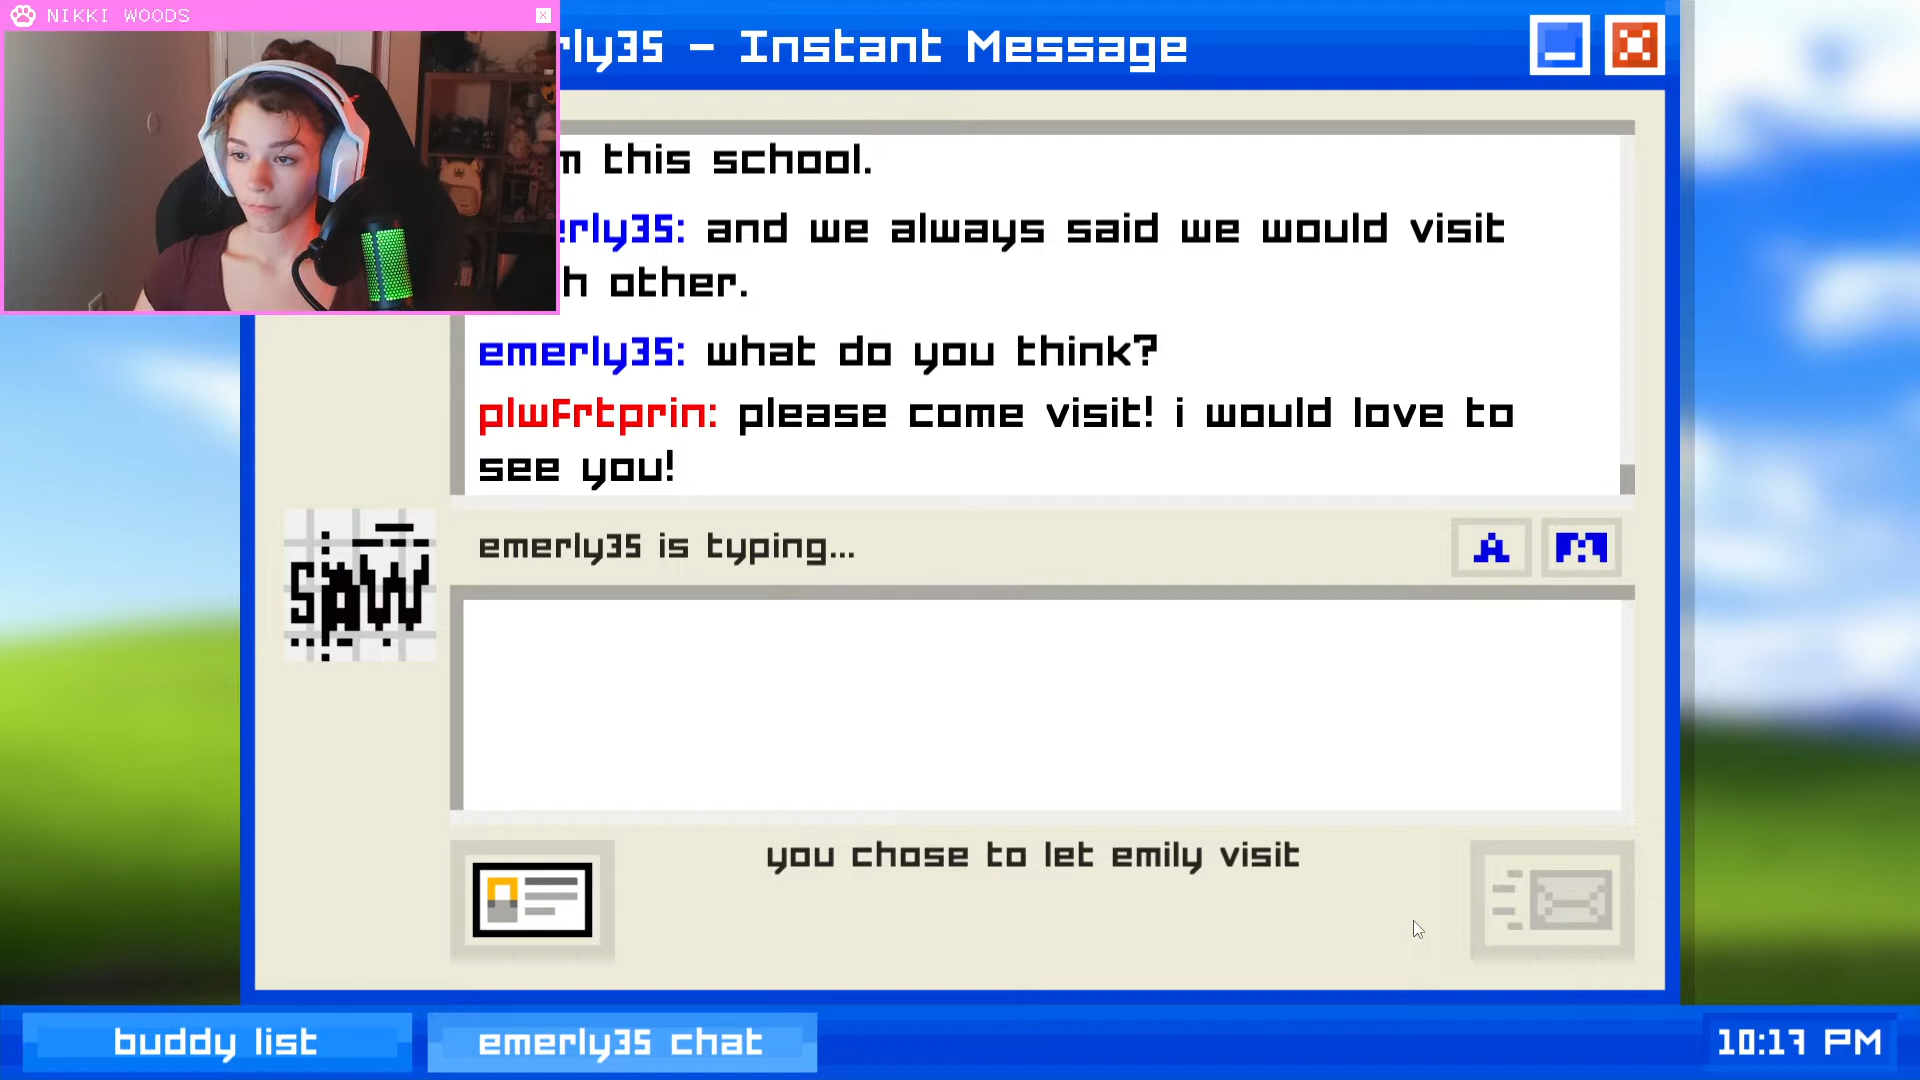 NIKKI WOODS
rly35 - Instant Message
m this school.
erly35: and we always said we would visit
h other.
emerly35: what do you think?
plwfrtprin: please come visit! i would love to
see you!
emerly35 is typing...
A
SAW
you chose to let emily visit
buddy list
emerly35 chat
10:17 PM